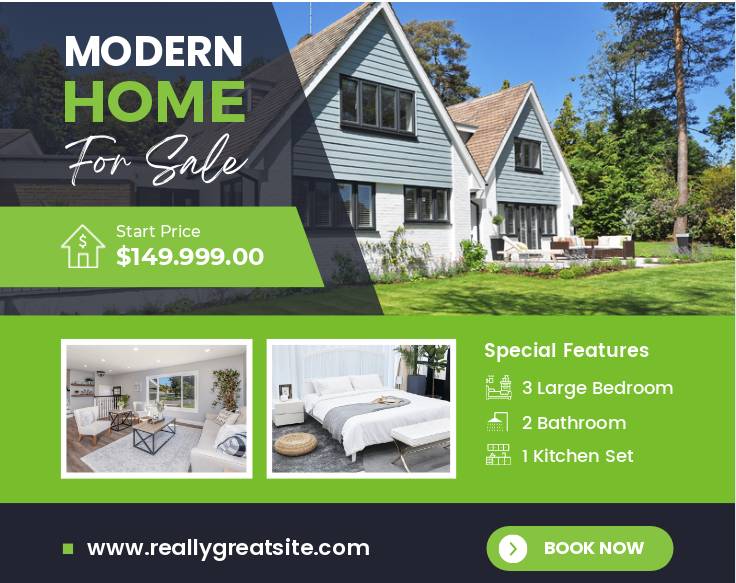 MODERN
HOME
For Sale
Start Price
$149.999.00
Special Features
3 Large Bedroom
2 Bathroom
1 Kitchen Set
www.reallygreatsite.com
BOOK NOW